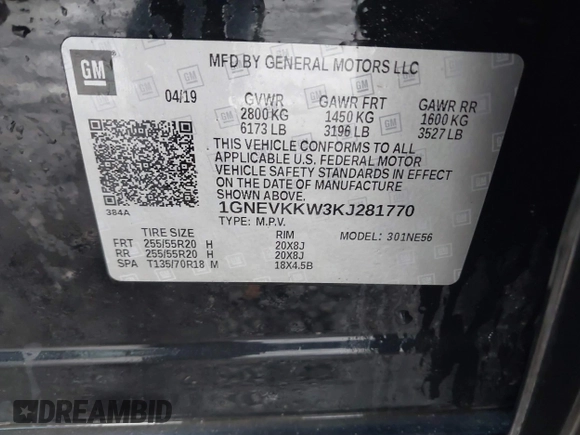 GM
MFD BY GENERAL MOTORS LLC
04/19 GVWR GAWR FRT GAWR RR
2800 KG 1450 KG 1600 KG
6173 LB 3196 LB 3527 LB
THIS VEHICLE CONFORMS TO ALL
APPLICABLE U.S. FEDERAL MOTOR
VEHICLE SAFETY STANDARDS IN EFFECT
ON THE DATE OF MANUFACTURE
SHOWN ABOVE.
384A
1GNEVKKW3KJ281770
TYPE: M.P.V. MODEL: 301NE56
TIRE SIZE RIM
FRT 255/55R20 H 20X8J
RR 255/55R20 H 20X8J
SPA T135/70R18 M 18X4.5B
DREAMBID